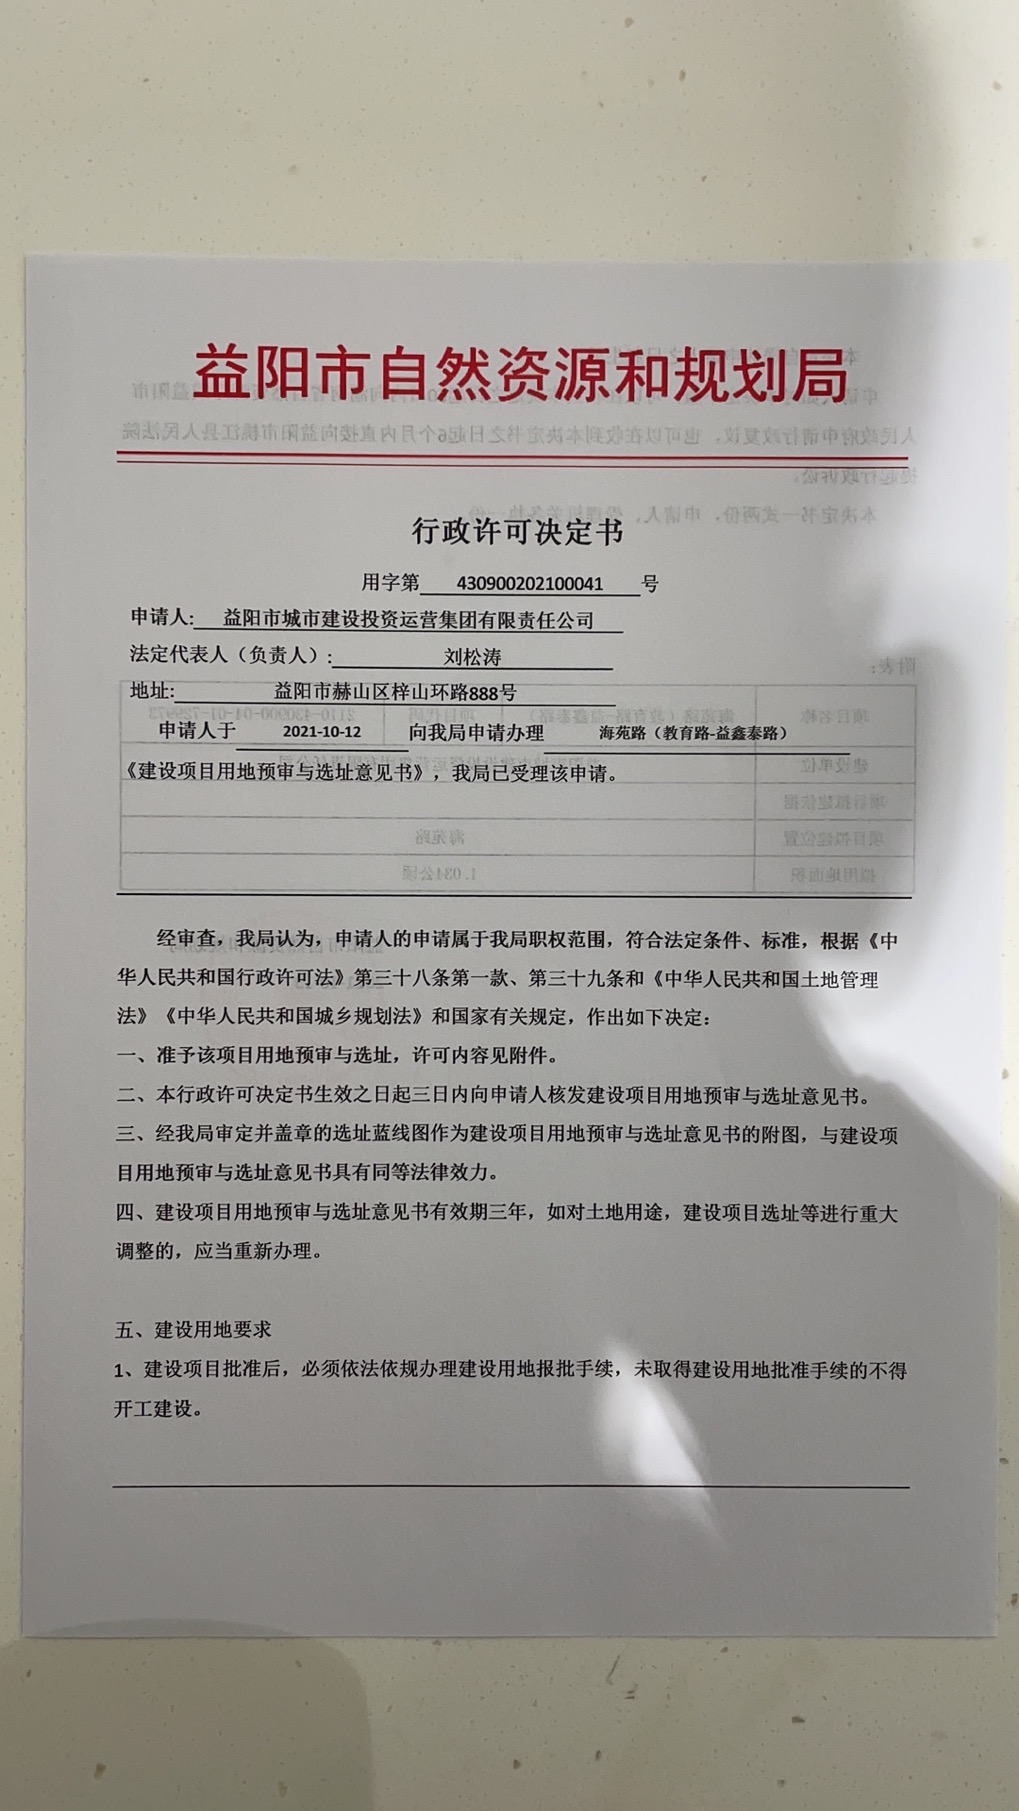 益阳市自然资源和规划局
行政许可决定书
用字第 430900202100041 号
申请人: 益阳市城市建设投资运营集团有限责任公司
法定代表人（负责人）: 刘松涛
地址: 益阳市赫山区梓山环路888号
申请人于 2021-10-12 向我局申请办理 海苑路（教育路-益鑫泰路）
《建设项目用地预审与选址意见书》，我局已受理该申请。
经审查，我局认为，申请人的申请属于我局职权范围，符合法定条件、标准，根据《中
华人民共和国行政许可法》第三十八条第一款、第三十九条和《中华人民共和国土地管理
法》《中华人民共和国城乡规划法》和国家有关规定，作出如下决定：
一、准予该项目用地预审与选址，许可内容见附件。
二、本行政许可决定书生效之日起三日内向申请人核发建设项目用地预审与选址意见书。
三、经我局审定并盖章的选址蓝线图作为建设项目用地预审与选址意见书的附图，与建设项
目用地预审与选址意见书具有同等法律效力。
四、建设项目用地预审与选址意见书有效期三年，如对土地用途，建设项目选址等进行重大
调整的，应当重新办理。
五、建设用地要求
1、建设项目批准后，必须依法依规办理建设用地报批手续，未取得建设用地批准手续的不得
开工建设。